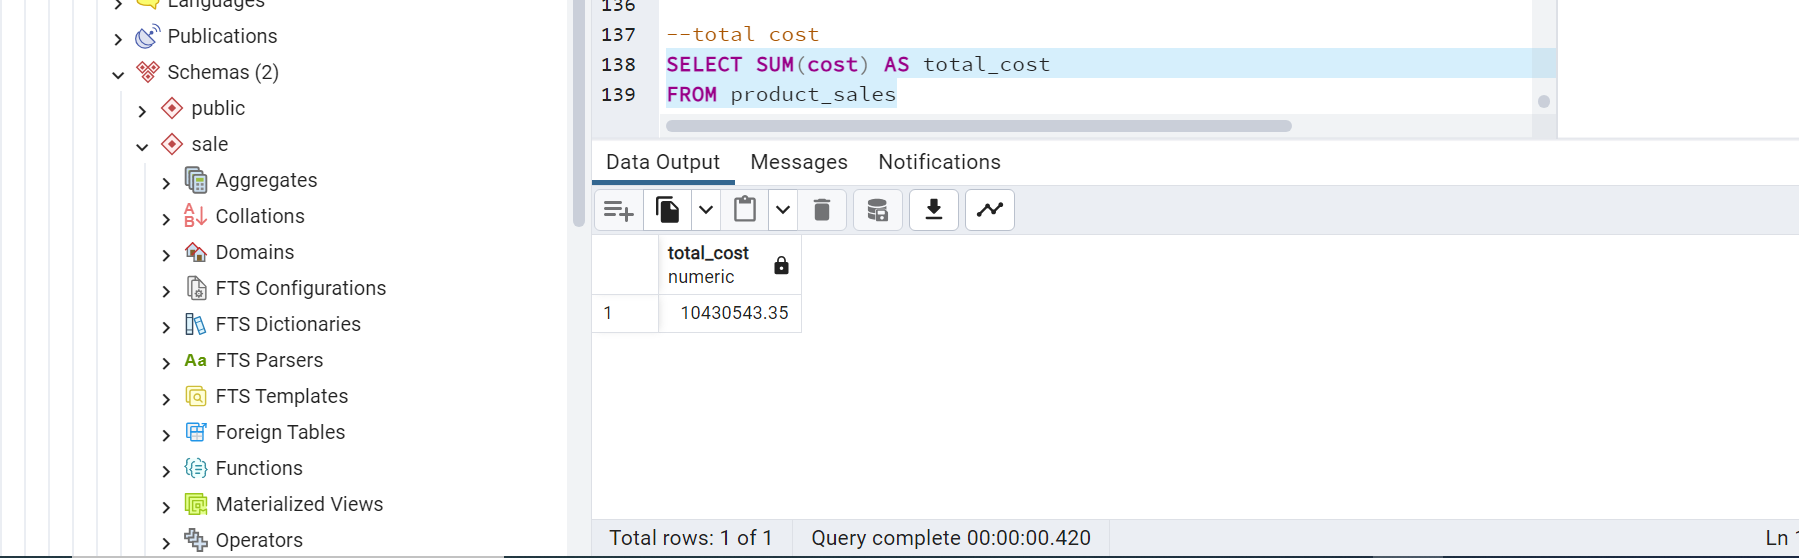 Languages
Publications
Schemas (2)
public
sale
Aggregates
Collations
Domains
FTS Configurations
FTS Dictionaries
Aa FTS Parsers
FTS Templates
Foreign Tables
Functions
Materialized Views
Operators
136
137 --total cost
138 SELECT SUM(cost) AS total_cost
139 FROM product_sales
Data Output Messages Notifications
total_cost
numeric
1 10430543.35
Total rows: 1 of 1 Query complete 00:00:00.420 Ln